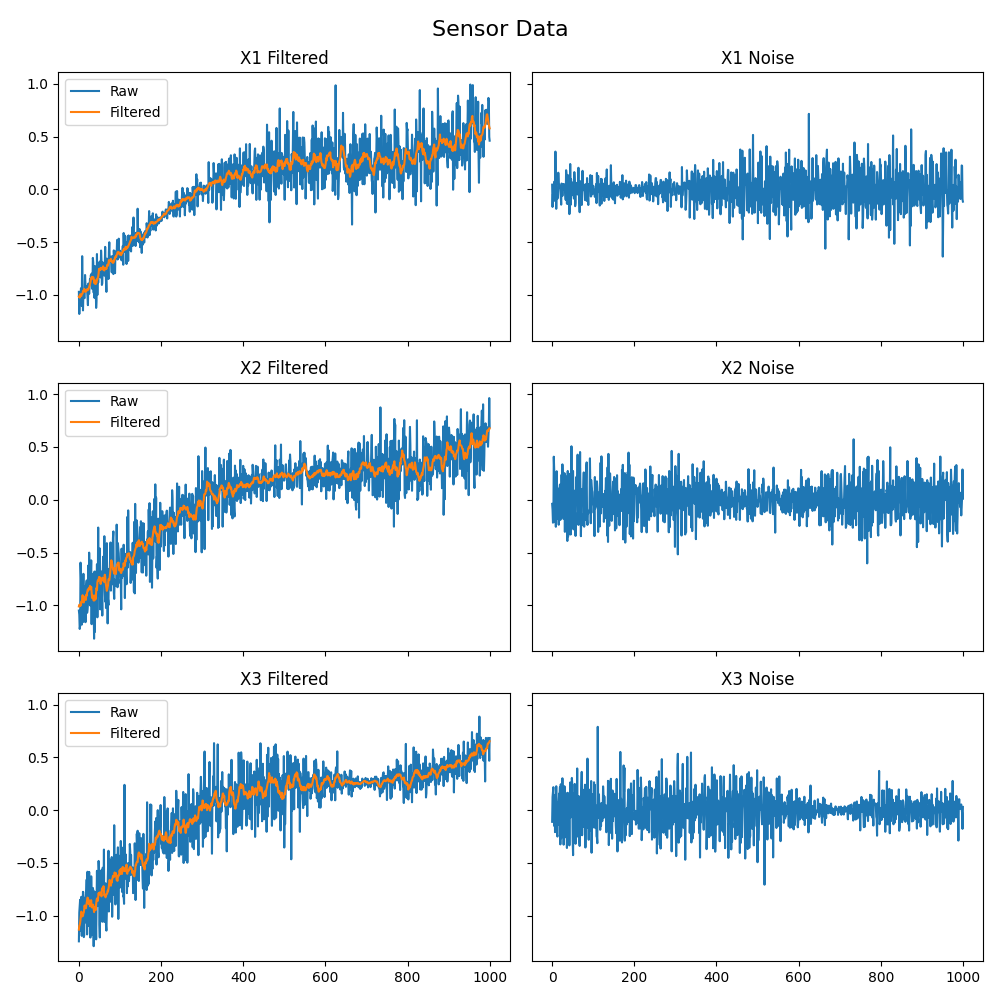 Sensor Data
X1 Filtered
X1 Noise
1.0
0.5
0.0
−0.5
−1.0
Raw
Filtered
X2 Filtered
X2 Noise
1.0
0.5
0.0
−0.5
−1.0
Raw
Filtered
X3 Filtered
X3 Noise
1.0
0.5
0.0
−0.5
−1.0
Raw
Filtered
0 200 400 600 800 1000
0 200 400 600 800 1000